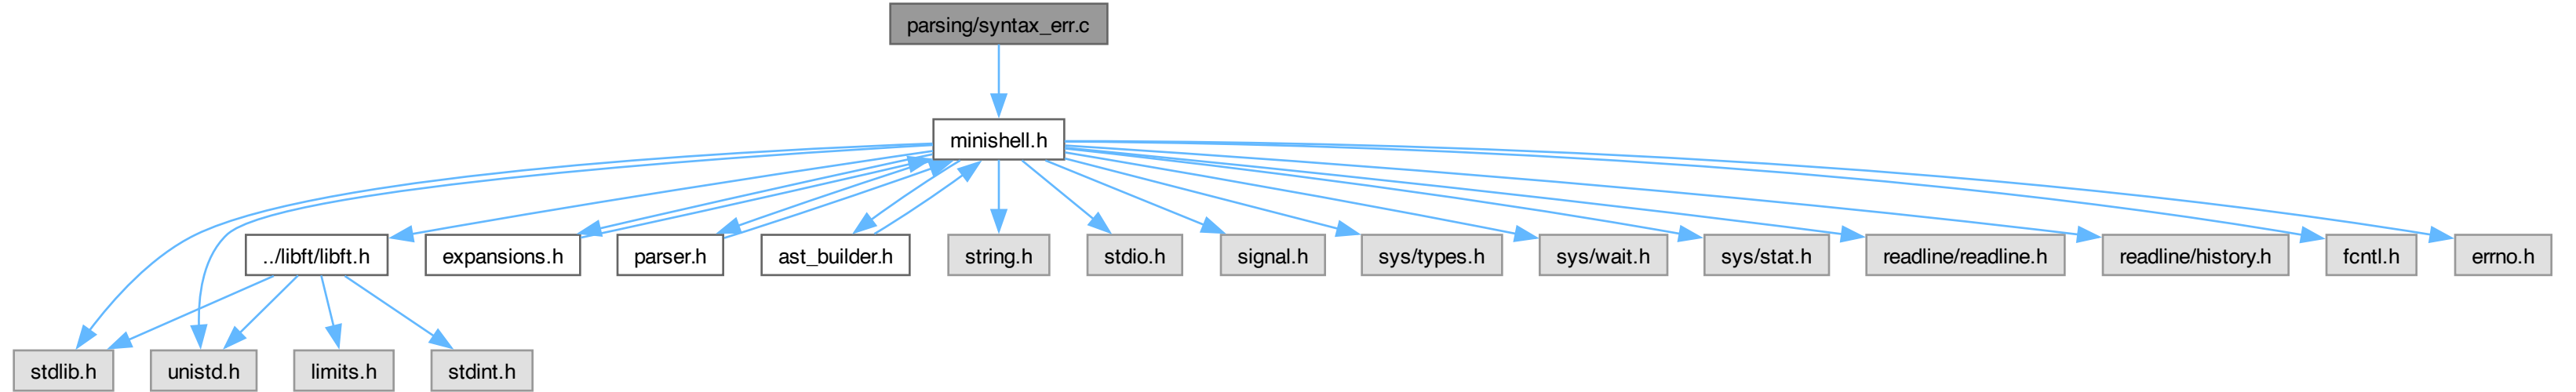 parsing/syntax_err.c
minishell.h
../libft/libft.h
expansions.h
parser.h
ast_builder.h
string.h
stdio.h
signal.h
sys/types.h
sys/wait.h
sys/stat.h
readline/readline.h
readline/history.h
fcntl.h
errno.h
stdlib.h
unistd.h
limits.h
stdint.h